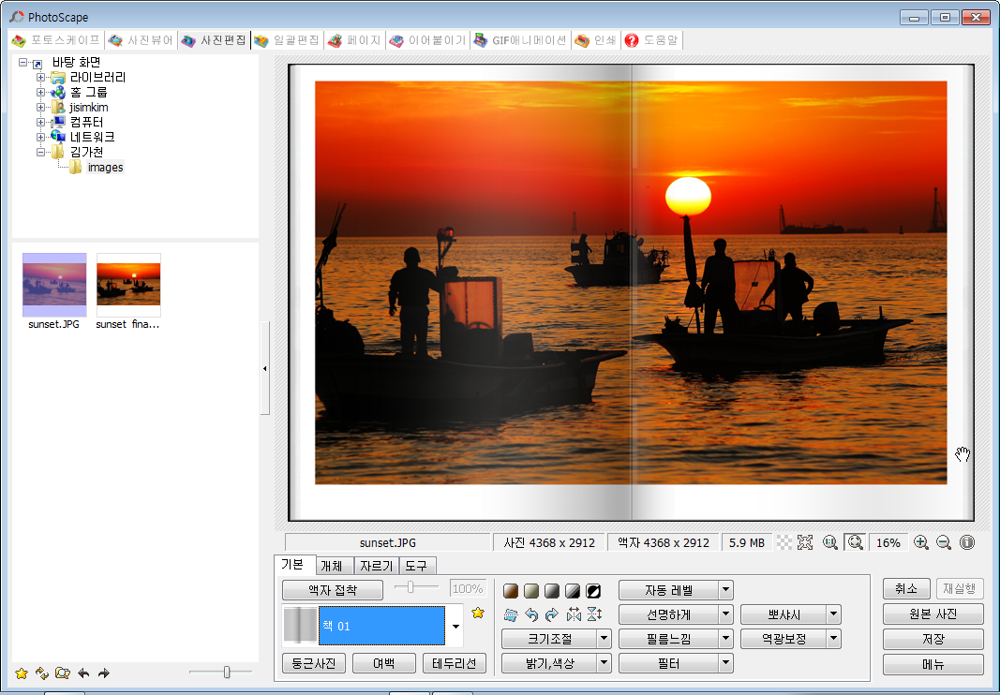 PhotoScape
포토스케이프 사진뷰어 사진편집 일괄편집 페이지 이어붙이기 GIF애니메이션 인쇄 도움말
바탕 화면
라이브러리
홈 그룹
jisimkim
컴퓨터
네트워크
김가천
images
sunset.JPG sunset fina...
sunset.JPG 사진 4368 x 2912 액자 4368 x 2912 5.9 MB 16%
기본 개체 자르기 도구
액자 접착 100% 자동 레벨 취소 재실행
책 01 선명하게 뽀샤시 원본 사진
크기조절 필름느낌 역광보정 저장
둥근사진 여백 테두리선 밝기,색상 필터 메뉴